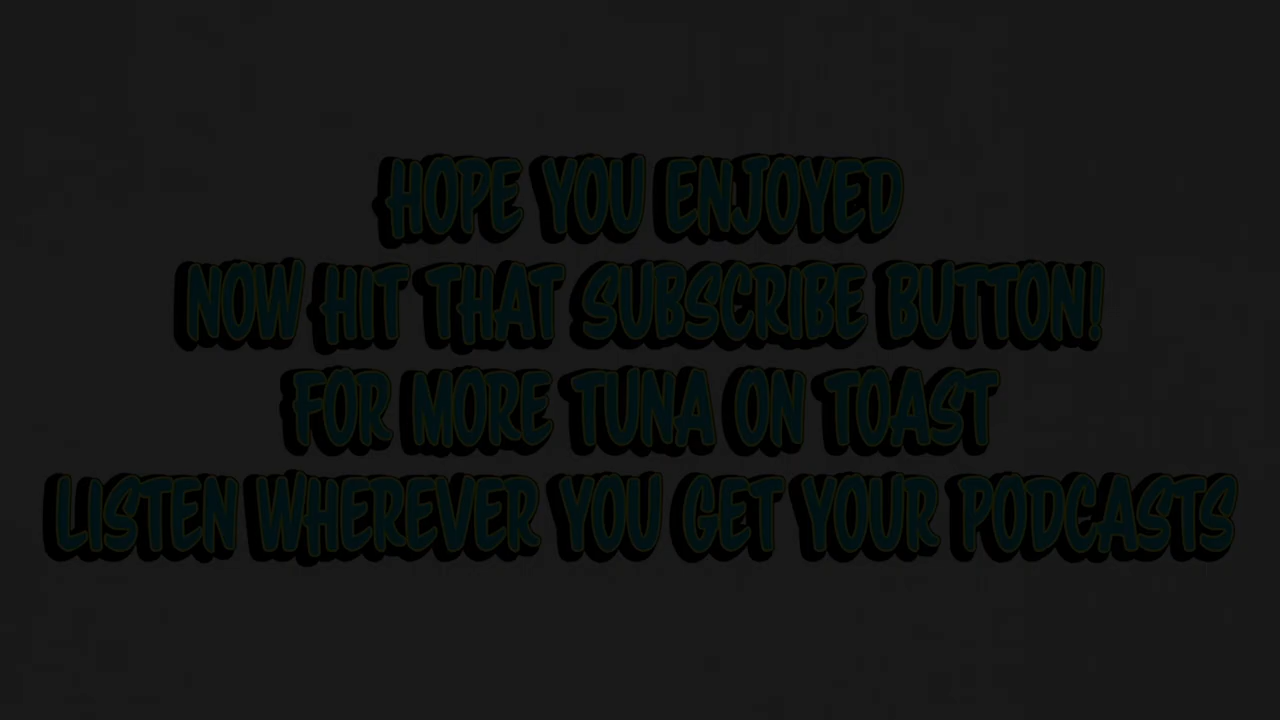 HOPE YOU ENJOYED
NOW HIT THAT SUBSCRIBE BUTTON!
FOR MORE TUNA ON TOAST
LISTEN WHEREVER YOU GET YOUR PODCASTS